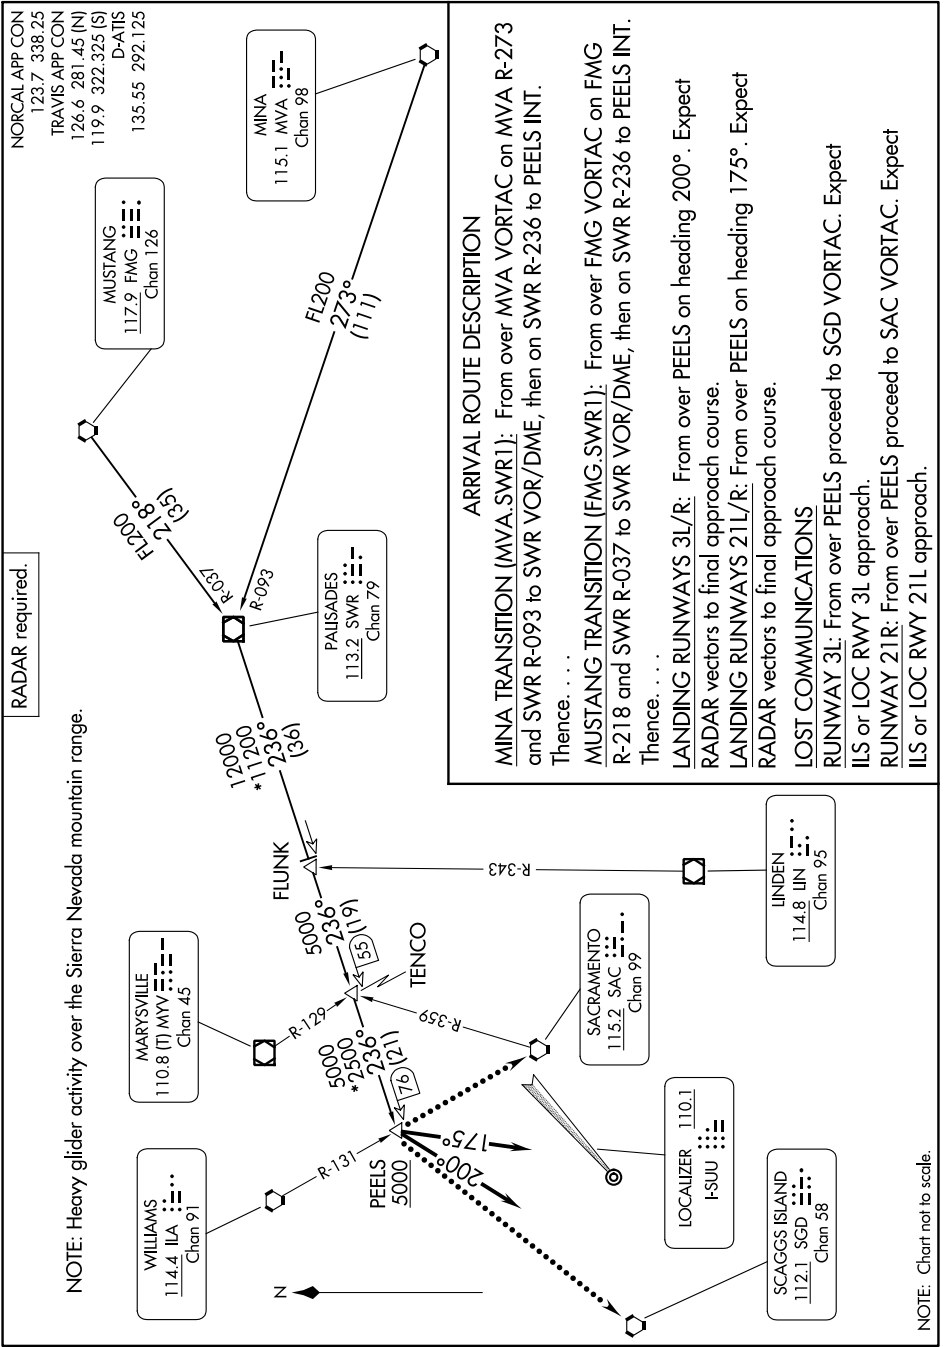 RADAR required.
NORCAL APP CON
123.7 338.25
TRAVIS APP CON
126.6 281.45 (N)
119.9 322.325 (S)
D-ATIS
135.55 292.125
NOTE: Heavy glider activity over the Sierra Nevada mountain range.
WILLIAMS
114.4 ILA
Chan 91
MARYSVILLE
110.8 (T) MYV
Chan 45
MUSTANG
117.9 FMG
Chan 126
MINA
115.1 MVA
Chan 98
PALISADES
113.2 SWR
Chan 79
FL200
218°
(35)
FL200
273°
(111)
R-037
R-093
12000
*11200
236°
(36)
FLUNK
5000
236°
(19)
55
TENCO
R-129
R-359
R-343
5000
*2500
236°
(21)
76
R-131
PEELS
5000
200°
175°
N
SACRAMENTO
115.2 SAC
Chan 99
LINDEN
114.8 LIN
Chan 95
LOCALIZER 110.1
I-SUU
SCAGGS ISLAND
112.1 SGD
Chan 58
ARRIVAL ROUTE DESCRIPTION
MINA TRANSITION (MVA.SWR1): From over MVA VORTAC on MVA R-273
and SWR R-093 to SWR VOR/DME, then on SWR R-236 to PEELS INT.
Thence. . . .
MUSTANG TRANSITION (FMG.SWR1): From over FMG VORTAC on FMG
R-218 and SWR R-037 to SWR VOR/DME, then on SWR R-236 to PEELS INT.
Thence. . . .
LANDING RUNWAYS 3L/R: From over PEELS on heading 200°. Expect
RADAR vectors to final approach course.
LANDING RUNWAYS 21L/R: From over PEELS on heading 175°. Expect
RADAR vectors to final approach course.
LOST COMMUNICATIONS
RUNWAY 3L: From over PEELS proceed to SGD VORTAC. Expect
ILS or LOC RWY 3L approach.
RUNWAY 21R: From over PEELS proceed to SAC VORTAC. Expect
ILS or LOC RWY 21L approach.
NOTE: Chart not to scale.